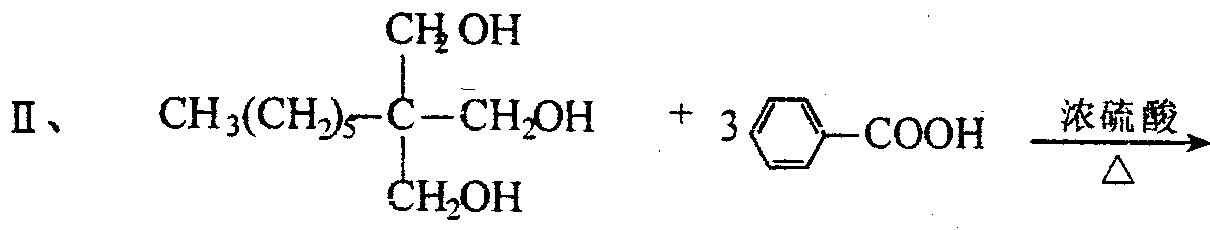 CH₂OH
Ⅱ、 CH₃(CH₂)₅-C-CH₂OH + 3 -COOH 浓硫酸
△
CH₂OH